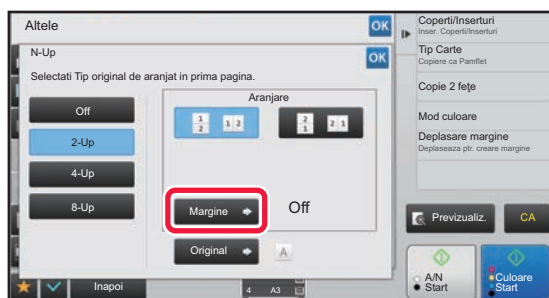 Altele
OK
N-Up
OK
Selectati Tip original de aranjat in prima pagina.
Off
2-Up
4-Up
8-Up
Aranjare
1
2
1 2
2
1
2 1
Margine
Off
Original
A
Inapoi
4 A3
Coperti/Inserturi
Inser. Coperti/Inserturi
Tip Carte
Copiere ca Pamflet
Copie 2 feţe
Mod culoare
Deplasare margine
Deplaseaza ptr. creare margine
Previzualiz.
CA
A/N
Start
Culoare
Start